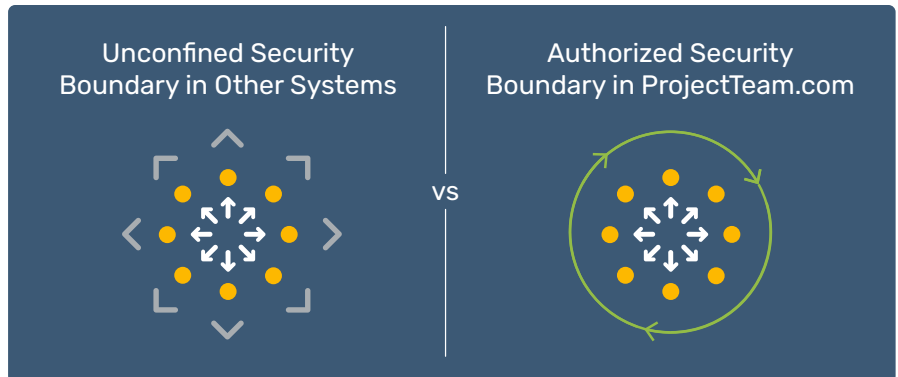 Unconfined Security
Boundary in Other Systems
vs
Authorized Security
Boundary in ProjectTeam.com